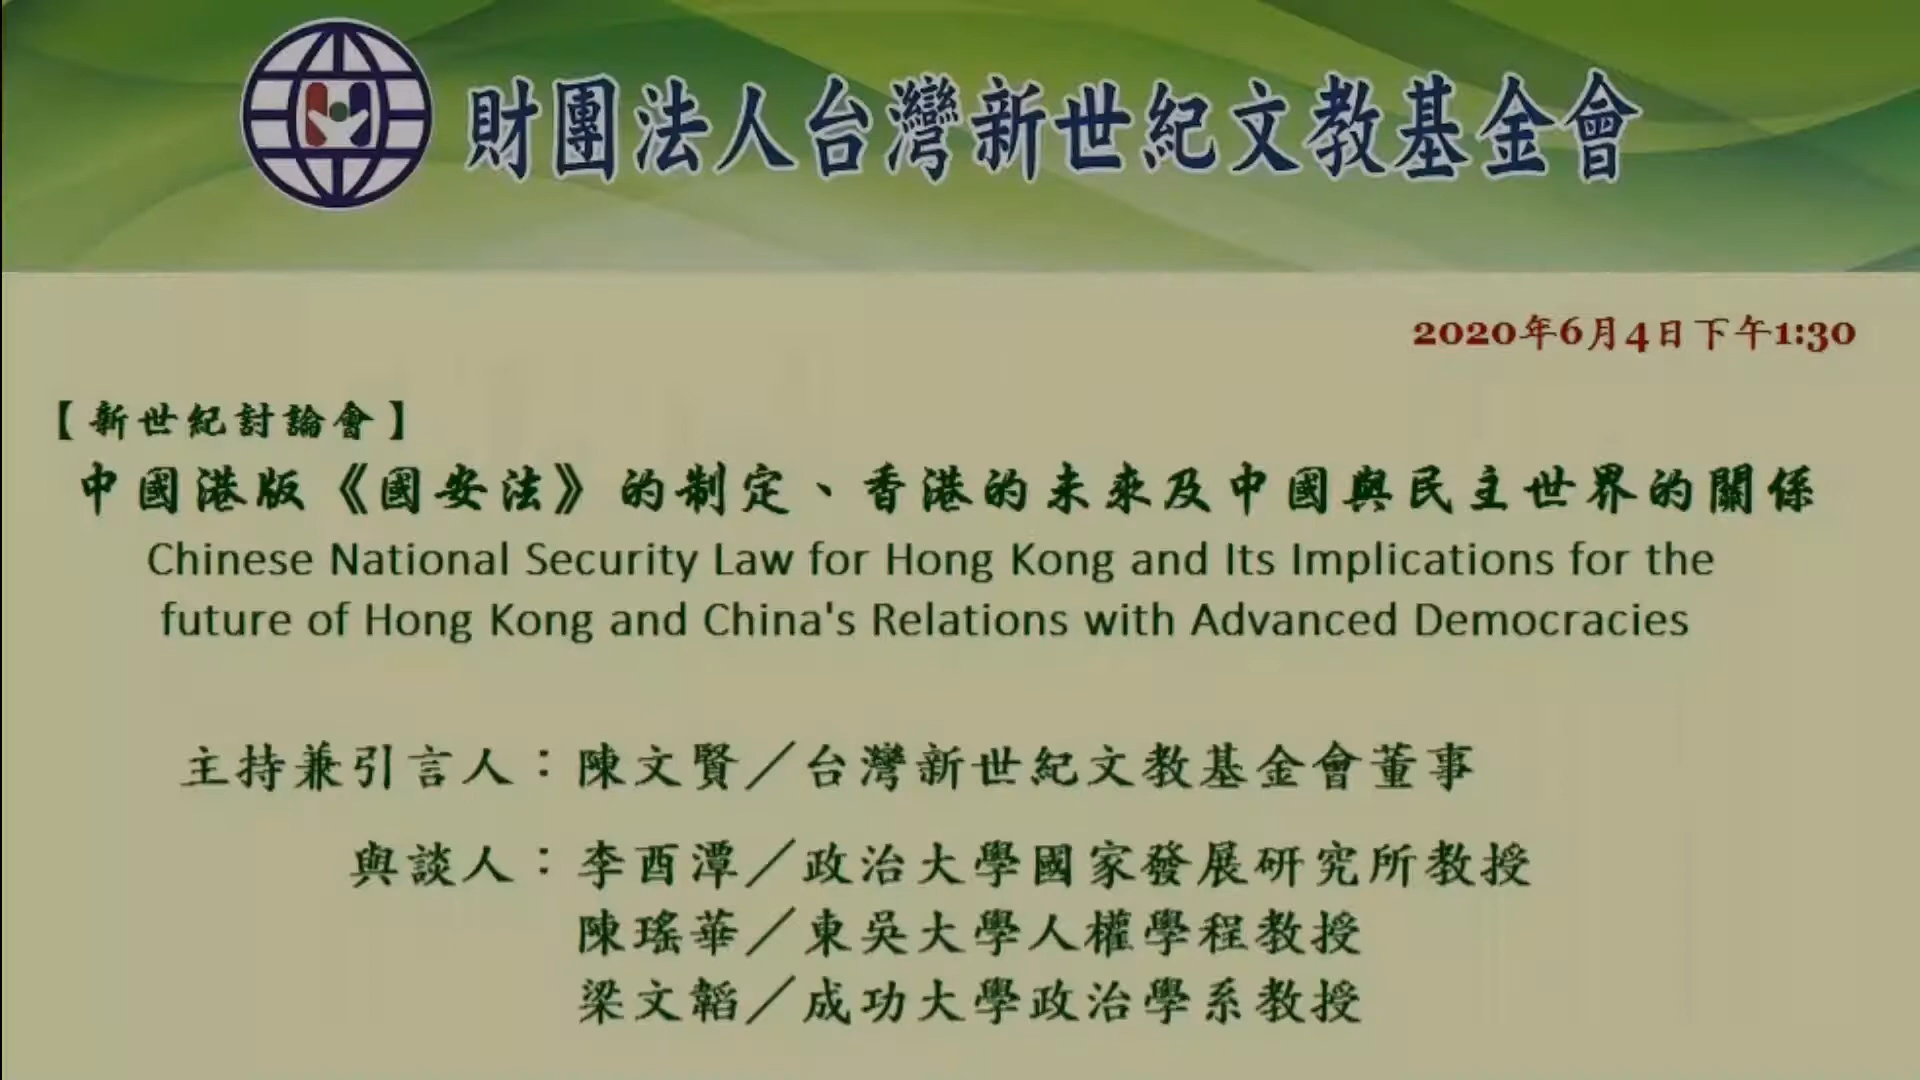 財團法人台灣新世紀文教基金會
2020年6月4日下午1:30
【新世紀討論會】
中國港版《國安法》的制定、香港的未來及中國與民主世界的關係
Chinese National Security Law for Hong Kong and Its Implications for the
future of Hong Kong and China's Relations with Advanced Democracies
主持兼引言人：陳文賢／台灣新世紀文教基金會董事
與談人：李酉潭／政治大學國家發展研究所教授
陳瑤華／東吳大學人權學程教授
梁文韜／成功大學政治學系教授